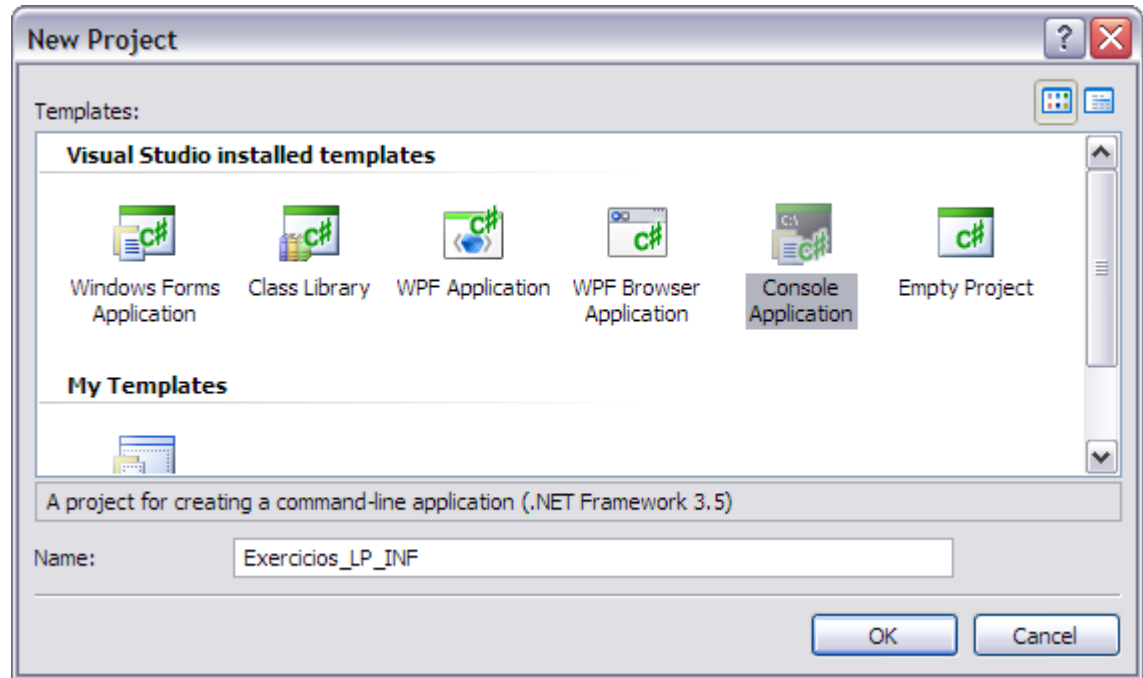 New Project
Templates:
Visual Studio installed templates
Windows Forms Application
Class Library
WPF Application
WPF Browser Application
Console Application
Empty Project
My Templates
A project for creating a command-line application (.NET Framework 3.5)
Name: Exercicios_LP_INF
OK Cancel